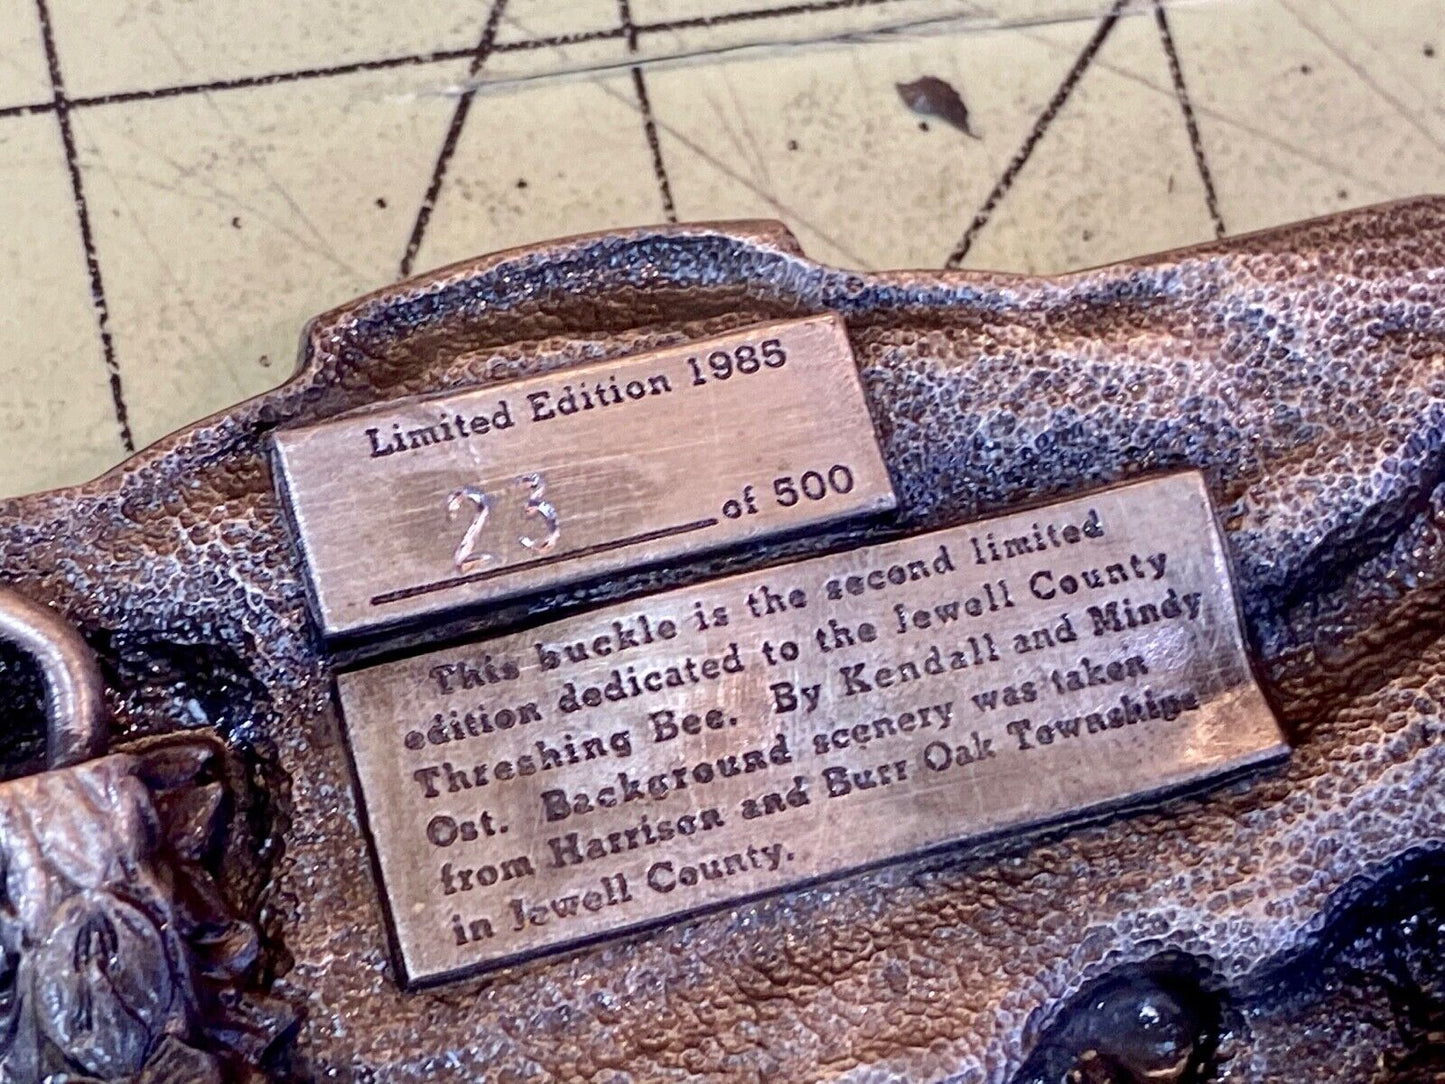 Limited Edition 1985
23 of 500
This buckle is the second limited
edition dedicated to the Jewell County
Threshing Bee. By Kendall and Mindy
Ost. Background scenery was taken
from Harrison and Burr Oak Townships
in Jewell County.